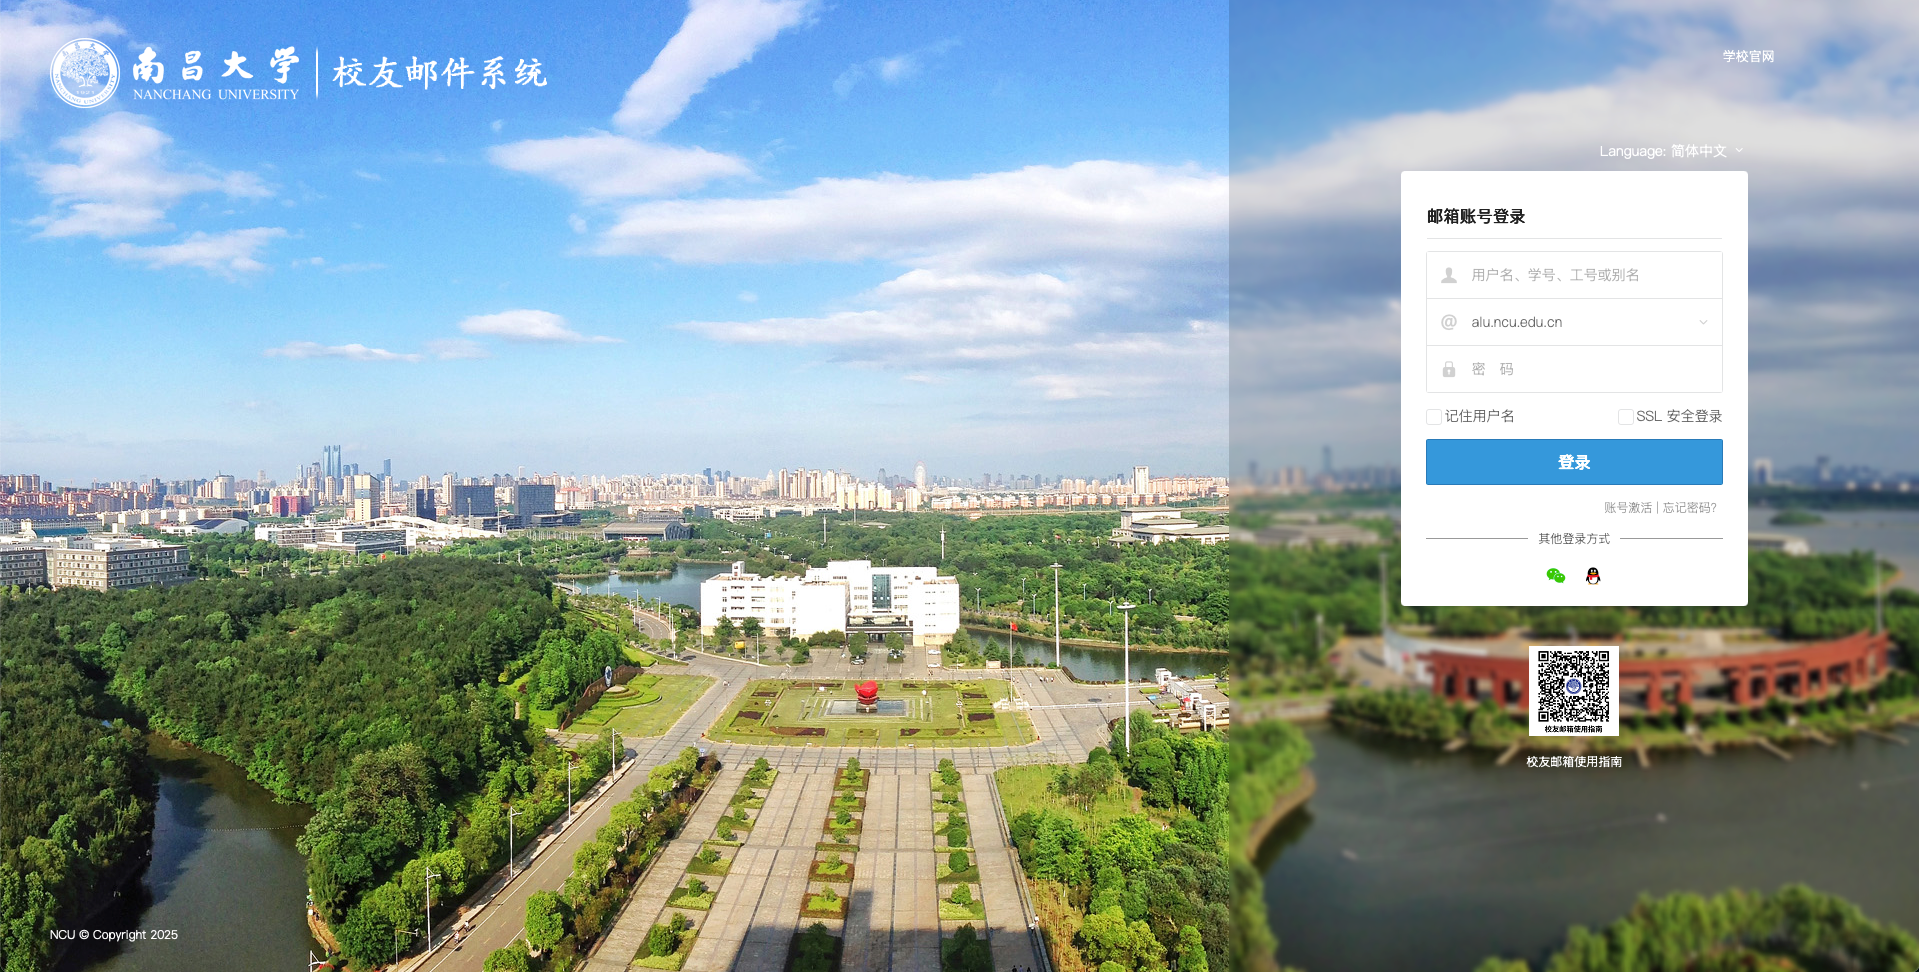 南昌大学
NANCHANG UNIVERSITY
校友邮件系统
学校官网
Language: 简体中文
邮箱账号登录
用户名、学号、工号或别名
@ alu.ncu.edu.cn
密 码
记住用户名
SSL 安全登录
登录
账号激活 | 忘记密码?
其他登录方式
校友邮箱使用指南
校友邮箱使用指南
NCU © Copyright 2025